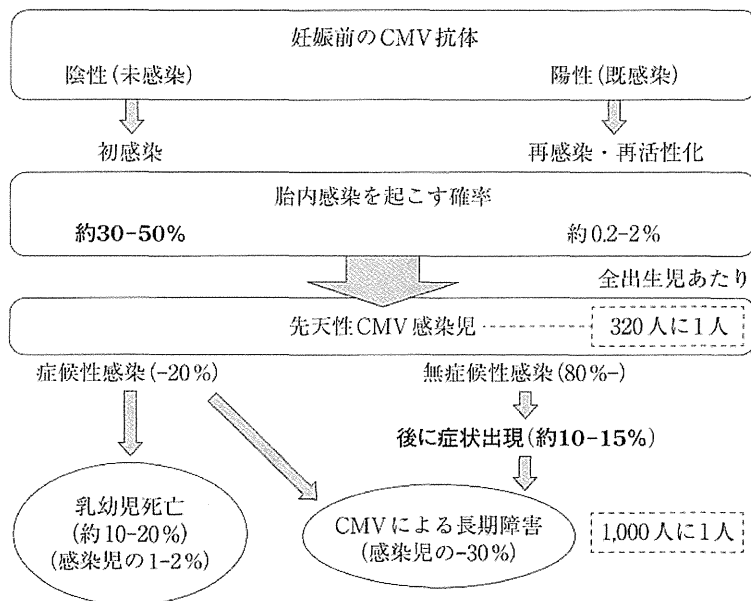 妊娠前のCMV抗体
陰性(未感染) 陽性(既感染)
初感染 再感染・再活性化
胎内感染を起こす確率
約30-50% 約0.2-2%
全出生児あたり
先天性CMV感染児 320人に1人
症候性感染(-20%) 無症候性感染(80%-)
後に症状出現(約10-15%)
乳幼児死亡
(約10-20%)
(感染児の1-2%)
CMVによる長期障害
(感染児の-30%)
1,000人に1人